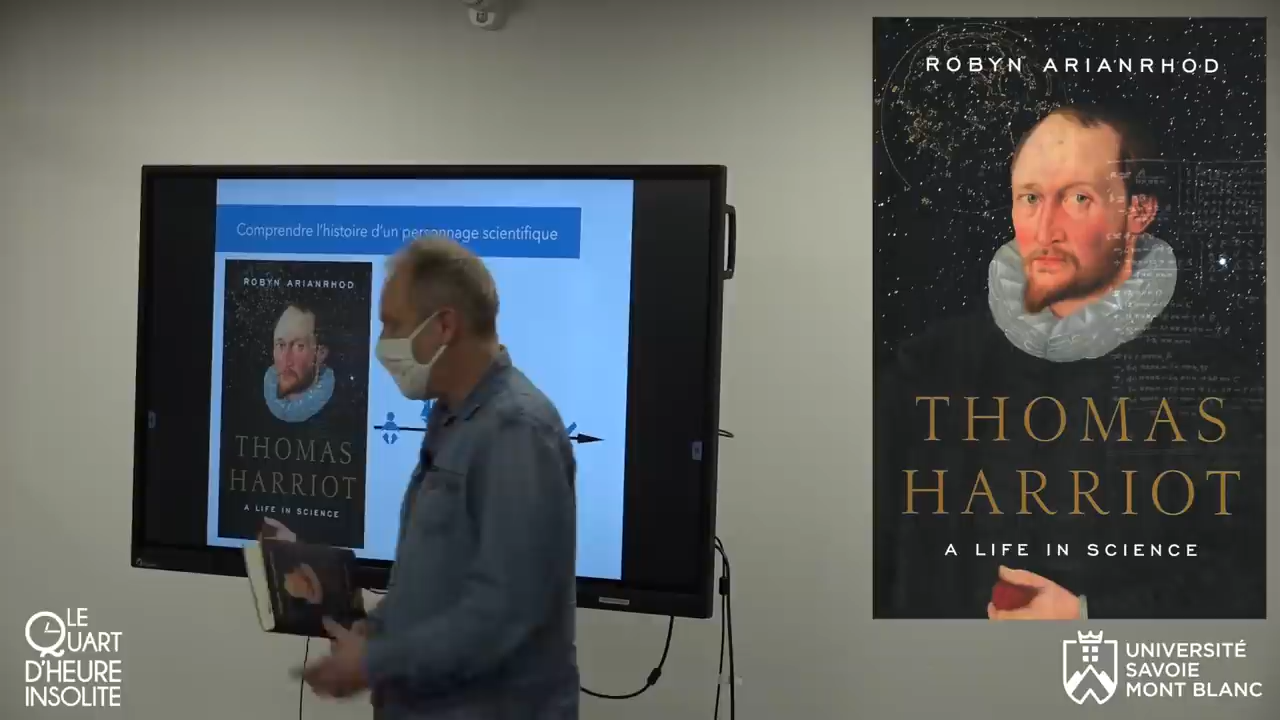 Comprendre l'histoire d'un personnage scientifique
ROBYN ARIANRHOD
THOMAS
HARRIOT
A LIFE IN SCIENCE
ROBYN ARIANRHOD
THOMAS
HARRIOT
A LIFE IN SCIENCE
LE
QUART
D'HEURE
INSOLITE
UNIVERSITÉ
SAVOIE
MONT BLANC